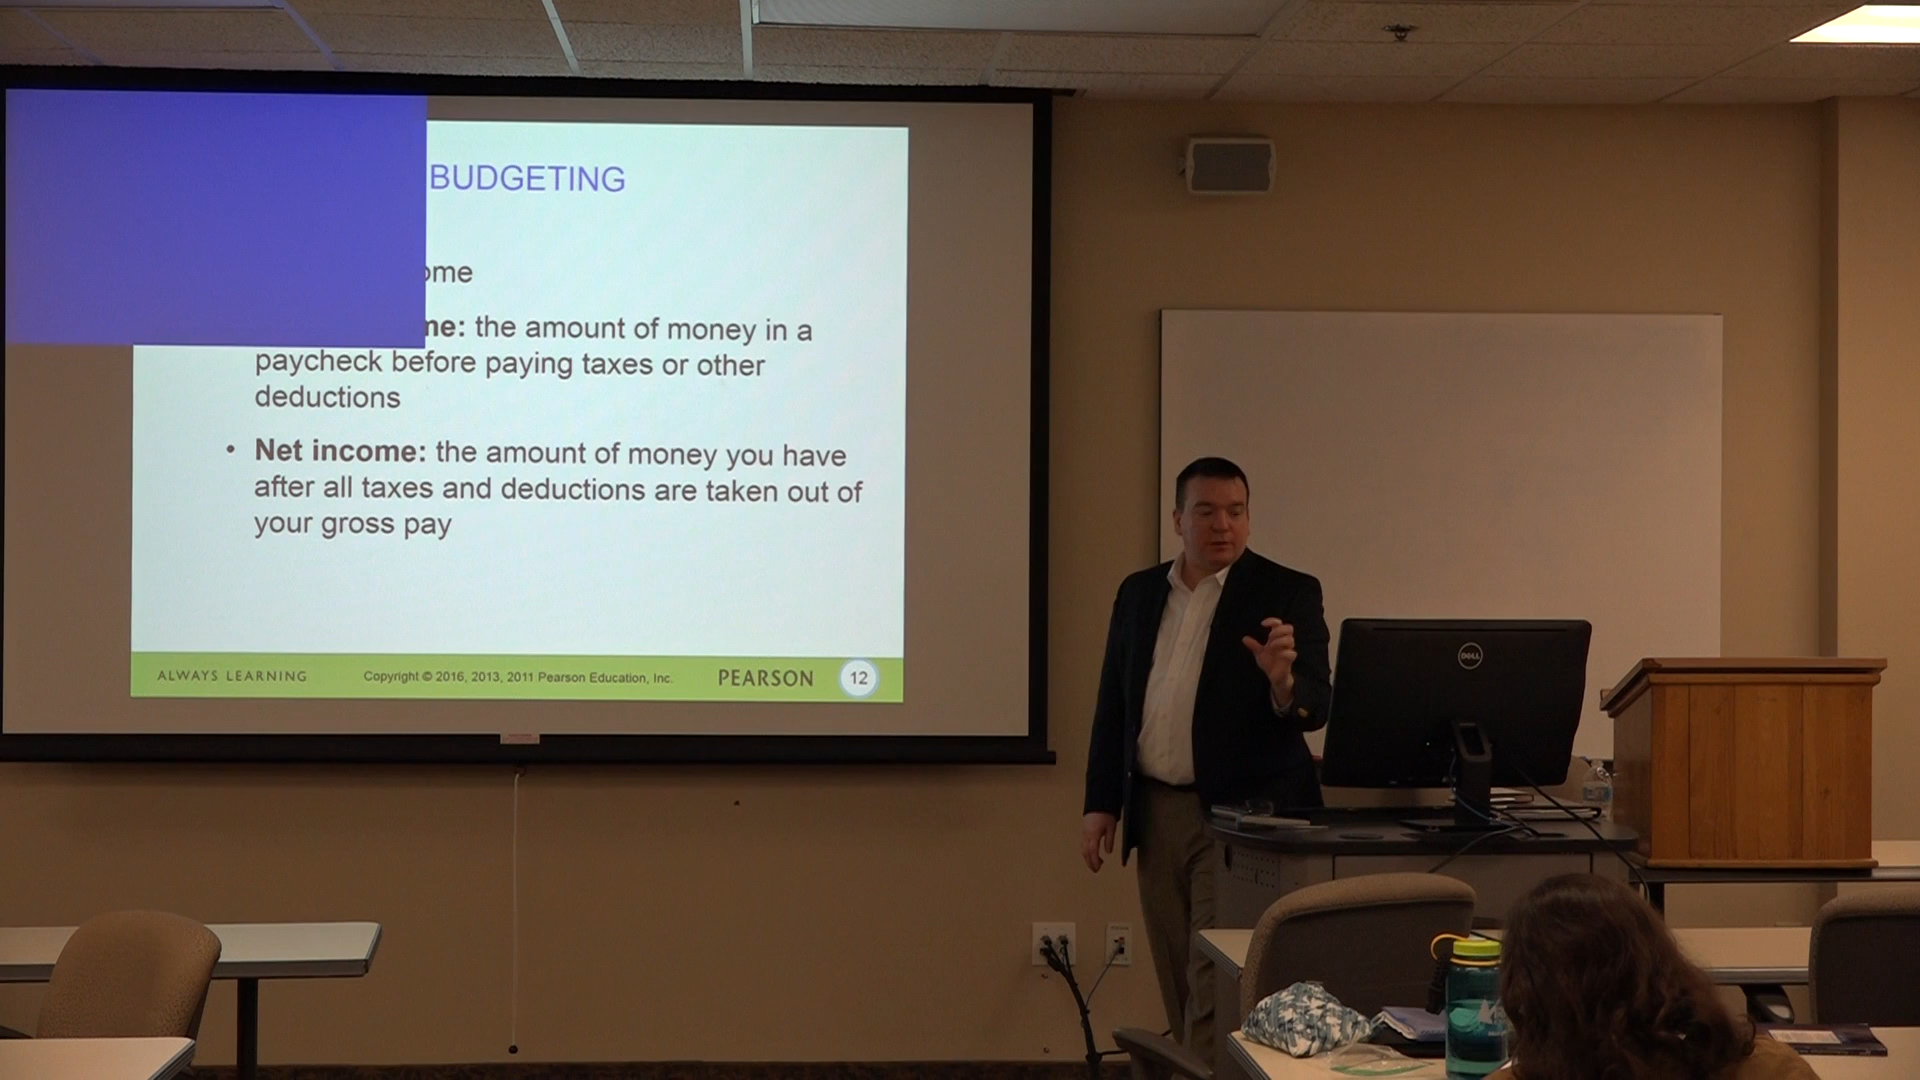 BUDGETING
ome
me: the amount of money in a
paycheck before paying taxes or other
deductions
• Net income: the amount of money you have
after all taxes and deductions are taken out of
your gross pay
ALWAYS LEARNING Copyright © 2016, 2013, 2011 Pearson Education, Inc. PEARSON 12
DELL